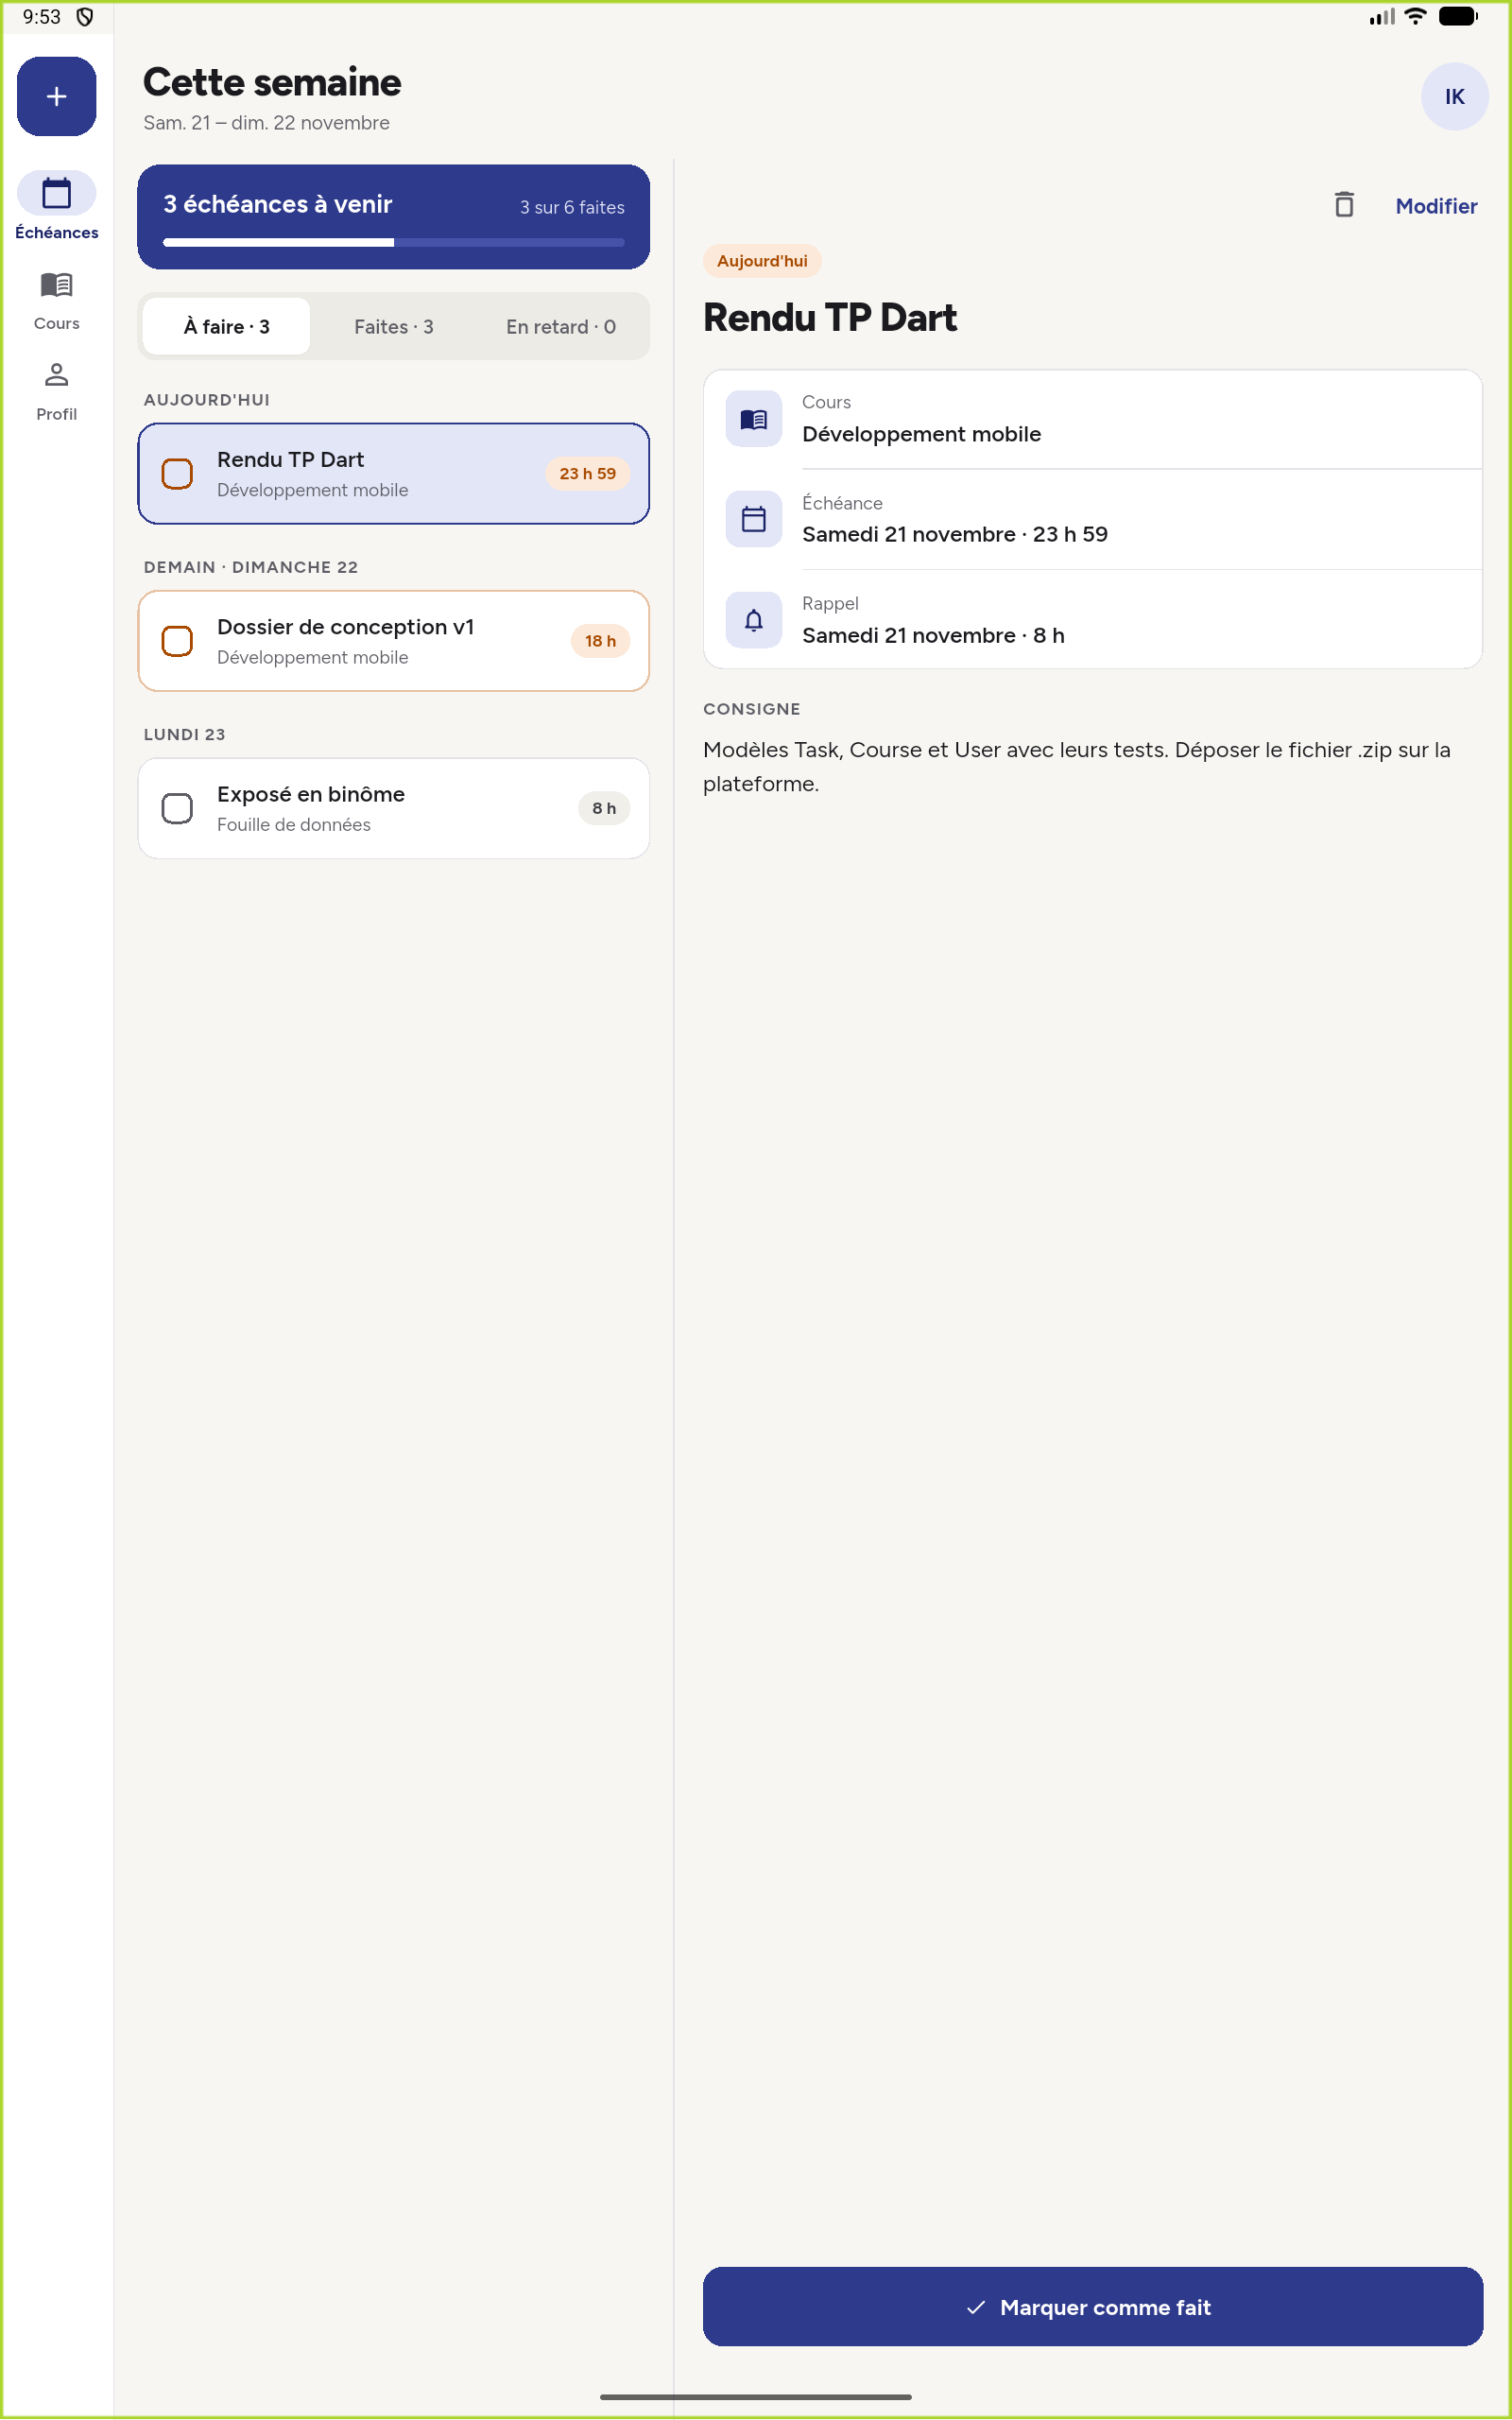 9:53
Cette semaine
Sam. 21 – dim. 22 novembre
IK
Échéances
Cours
Profil
3 échéances à venir
3 sur 6 faites
À faire · 3
Faites · 3
En retard · 0
AUJOURD'HUI
Rendu TP Dart
Développement mobile
23 h 59
DEMAIN · DIMANCHE 22
Dossier de conception v1
Développement mobile
18 h
LUNDI 23
Exposé en binôme
Fouille de données
8 h
Modifier
Aujourd'hui
Rendu TP Dart
Cours
Développement mobile
Échéance
Samedi 21 novembre · 23 h 59
Rappel
Samedi 21 novembre · 8 h
CONSIGNE
Modèles Task, Course et User avec leurs tests. Déposer le fichier .zip sur la
plateforme.
Marquer comme fait